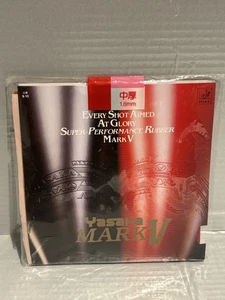 中厚
1.8mm
EVERY SHOT AIMED
AT GLORY
SUPER-PERFORMANCE RUBBER
MARK V
Yasaka
MARK V